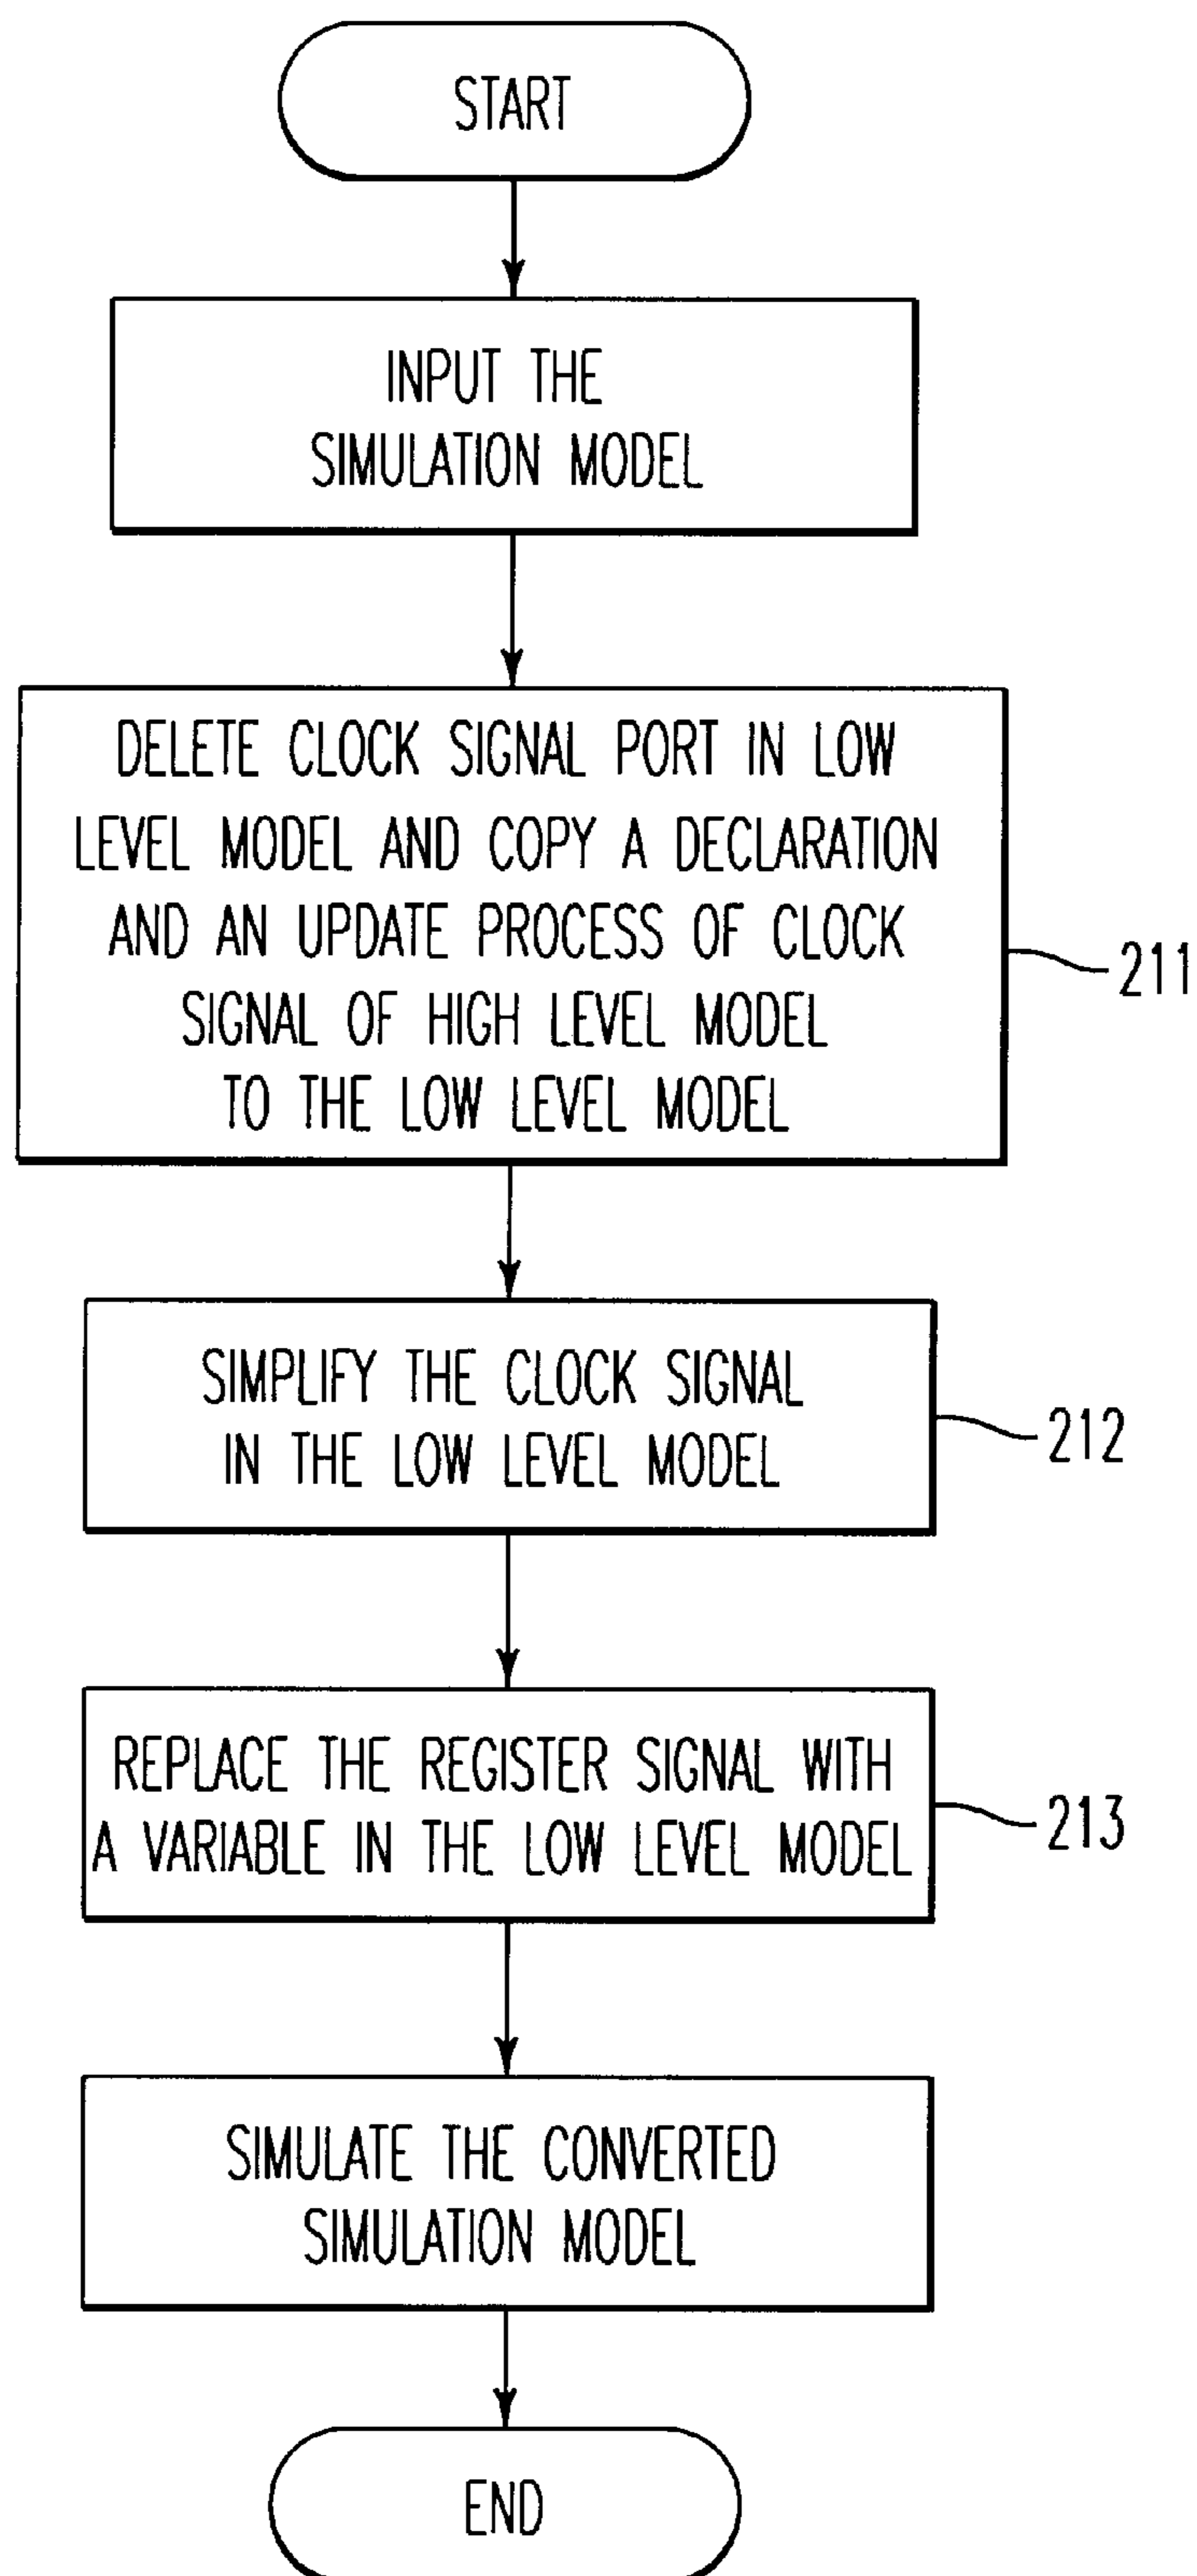 START
INPUT THE
SIMULATION MODEL
DELETE CLOCK SIGNAL PORT IN LOW
LEVEL MODEL AND COPY A DECLARATION
AND AN UPDATE PROCESS OF CLOCK
SIGNAL OF HIGH LEVEL MODEL
TO THE LOW LEVEL MODEL
211
SIMPLIFY THE CLOCK SIGNAL
IN THE LOW LEVEL MODEL
212
REPLACE THE REGISTER SIGNAL WITH
A VARIABLE IN THE LOW LEVEL MODEL
213
SIMULATE THE CONVERTED
SIMULATION MODEL
END